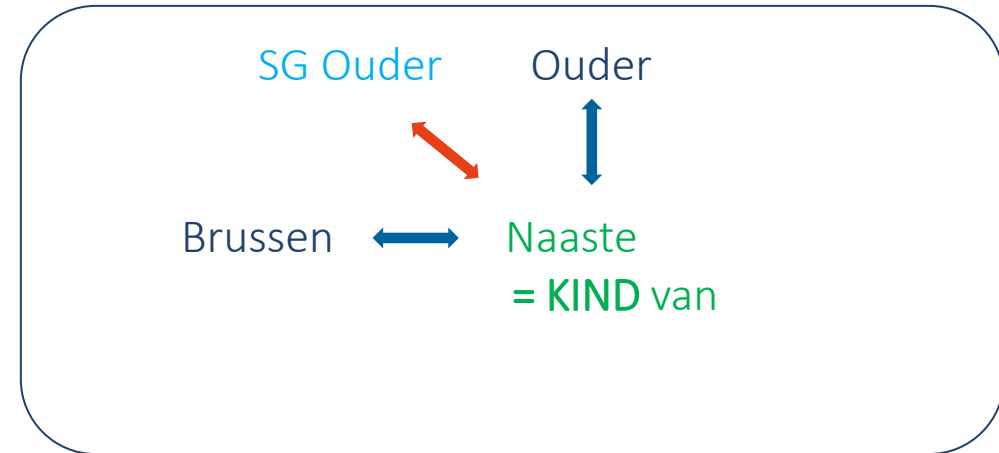 SG Ouder Ouder
Brussen Naaste
= KIND van